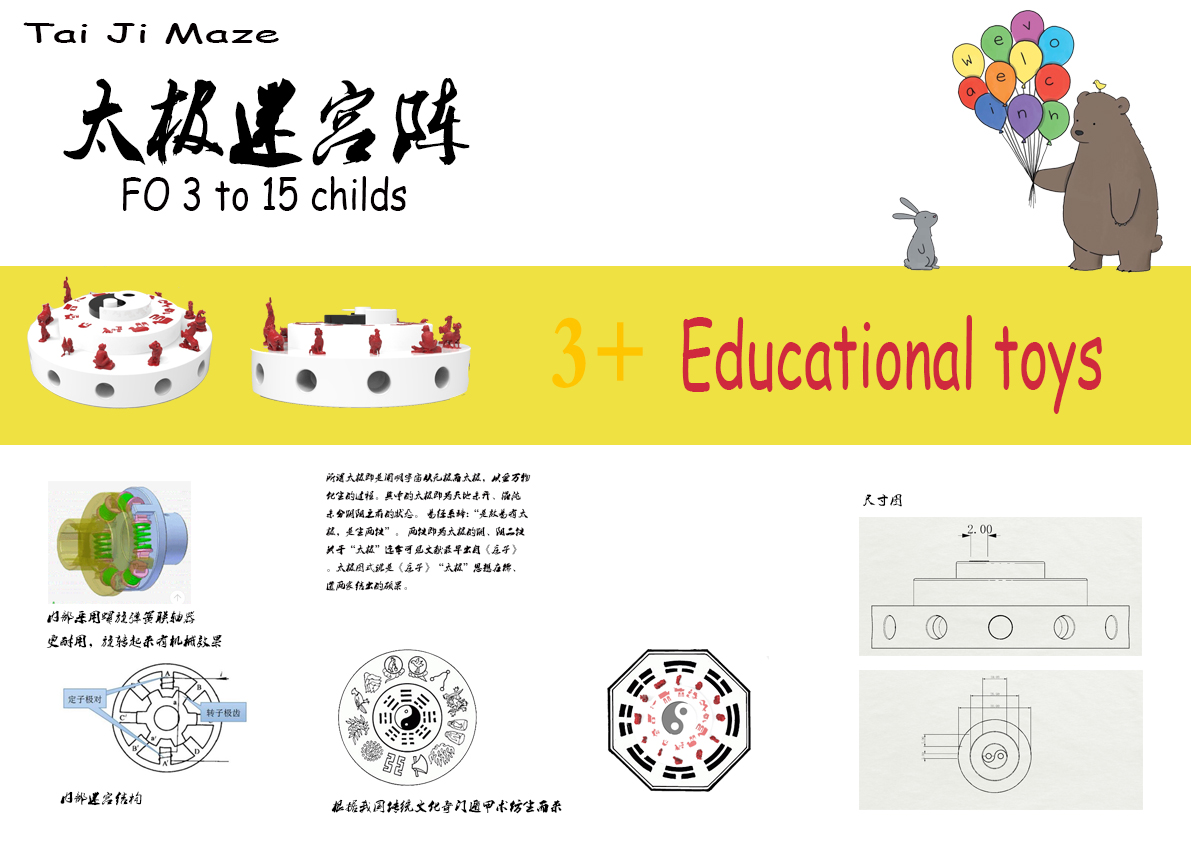 Tai Ji Maze
太极迷宫阵
FO 3 to 15 childs
w e v o
a e l c
i n h
3+ Educational toys
所谓太极即是阐明宇宙从无极而太极，以至万物
化生的过程。其中的太极即为天地未开、混沌
未分阴阳之前的状态。易经系辞：“是故易有太
极，是生两仪”。两仪即为太极的阴、阳二仪
关于“太极”可见文献最早出自《庄子》
。太极图式就是《庄子》“太极”思想在释、
道两家结出的硕果。
尺寸图
2.00
内部采用螺旋弹簧联轴器
更耐用，旋转起来有机械效果
定子极对
转子极齿
A
B
a
C'
a'
B'
D
A'
内部迷宫结构
根据我国传统文化奇门遁甲术仿生而来